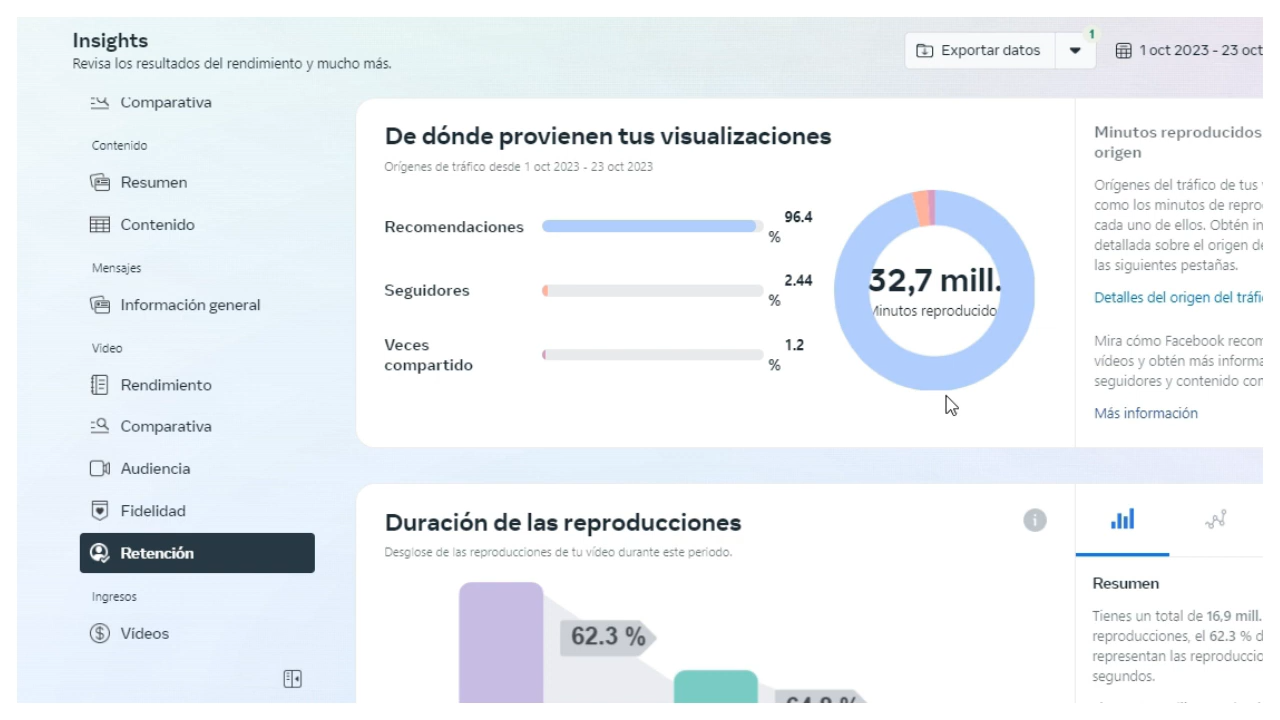 Insights
Revisa los resultados del rendimiento y mucho más.
Exportar datos
1
1 oct 2023 - 23 oct
Comparativa
Contenido
Resumen
Contenido
Mensajes
Información general
Video
Rendimiento
Comparativa
Audiencia
Fidelidad
Retención
Ingresos
Vídeos
De dónde provienen tus visualizaciones
Orígenes de tráfico desde 1 oct 2023 - 23 oct 2023
Recomendaciones
96.4
%
Seguidores
2.44
%
Veces
compartido
1.2
%
32,7 mill.
Minutos reproducido
Minutos reproducidos
origen
Orígenes del tráfico de tus
como los minutos de repro
cada uno de ellos. Obtén in
detallada sobre el origen de
las siguientes pestañas.
Detalles del origen del tráfi
Mira cómo Facebook recom
vídeos y obtén más informa
seguidores y contenido con
Más información
Duración de las reproducciones
Desglose de las reproducciones de tu vídeo durante este periodo.
62.3 %
Resumen
Tienes un total de 16,9 mill.
reproducciones, el 62.3 % d
representan las reproduccio
segundos.